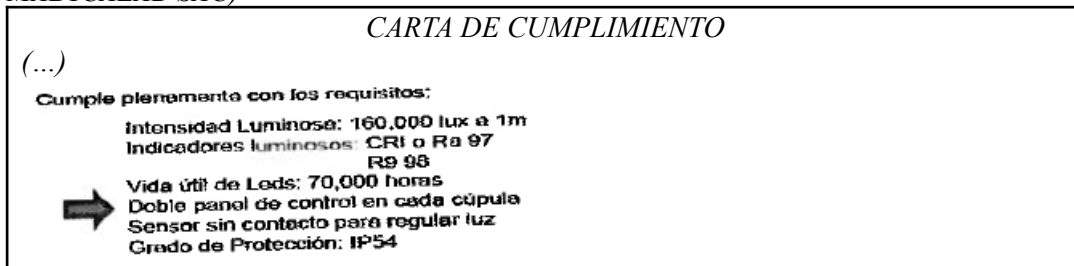 CARTA DE CUMPLIMIENTO
(...)
Cumple plenamente con los requisitos:
Intensidad Luminosa: 160,000 lux a 1m
Indicadores luminosos: CRI o Ra 97
R9 98
Vida útil de Leds: 70,000 horas
Doble panel de control en cada cúpula
Sensor sin contacto para regular luz
Grado de Protección: IP54